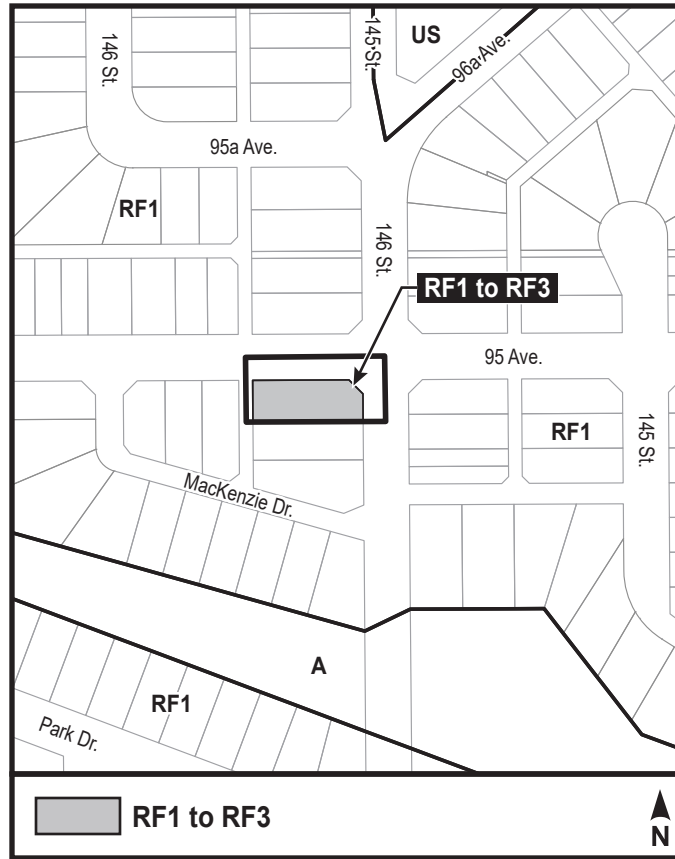 US
145 St.
96a Ave.
146 St.
95a Ave.
RF1
146 St.
RF1 to RF3
95 Ave.
RF1
145 St.
MacKenzie Dr.
A
RF1
Park Dr.
RF1 to RF3
N